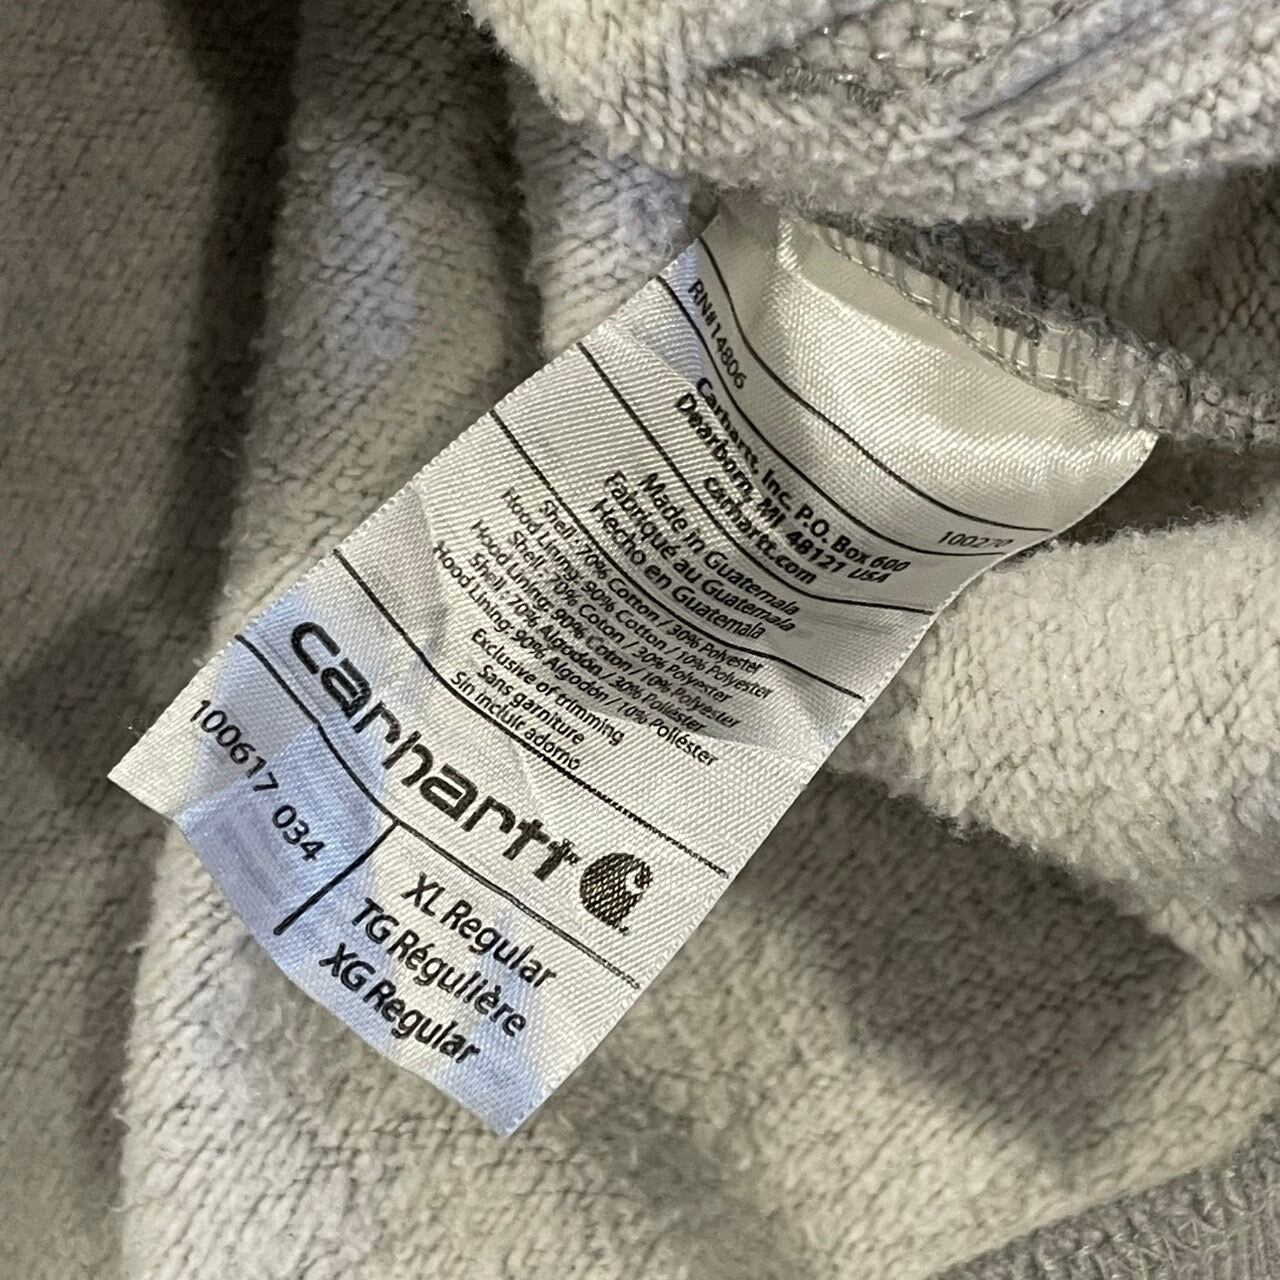 RN#14806
100270
Carhartt, Inc. P.O. Box 600
Dearborn, MI 48121 USA
carhartt.com
Made in Guatemala
Fabriqué au Guatemala
Hecho en Guatemala
Shell: 70% Cotton / 30% Polyester
Hood Lining: 90% Cotton / 10% Polyester
Shell: 70% Coton / 30% Polyester
Hood Lining: 90% Coton / 10% Polyester
Shell: 70% Algodón / 30% Poliéster
Hood Lining: 90% Algodón / 10% Poliéster
Exclusive of trimming
Sans garniture
Sin incluir adorno
carhartt
100617 034
XL Regular
TG Régulière
XG Regular